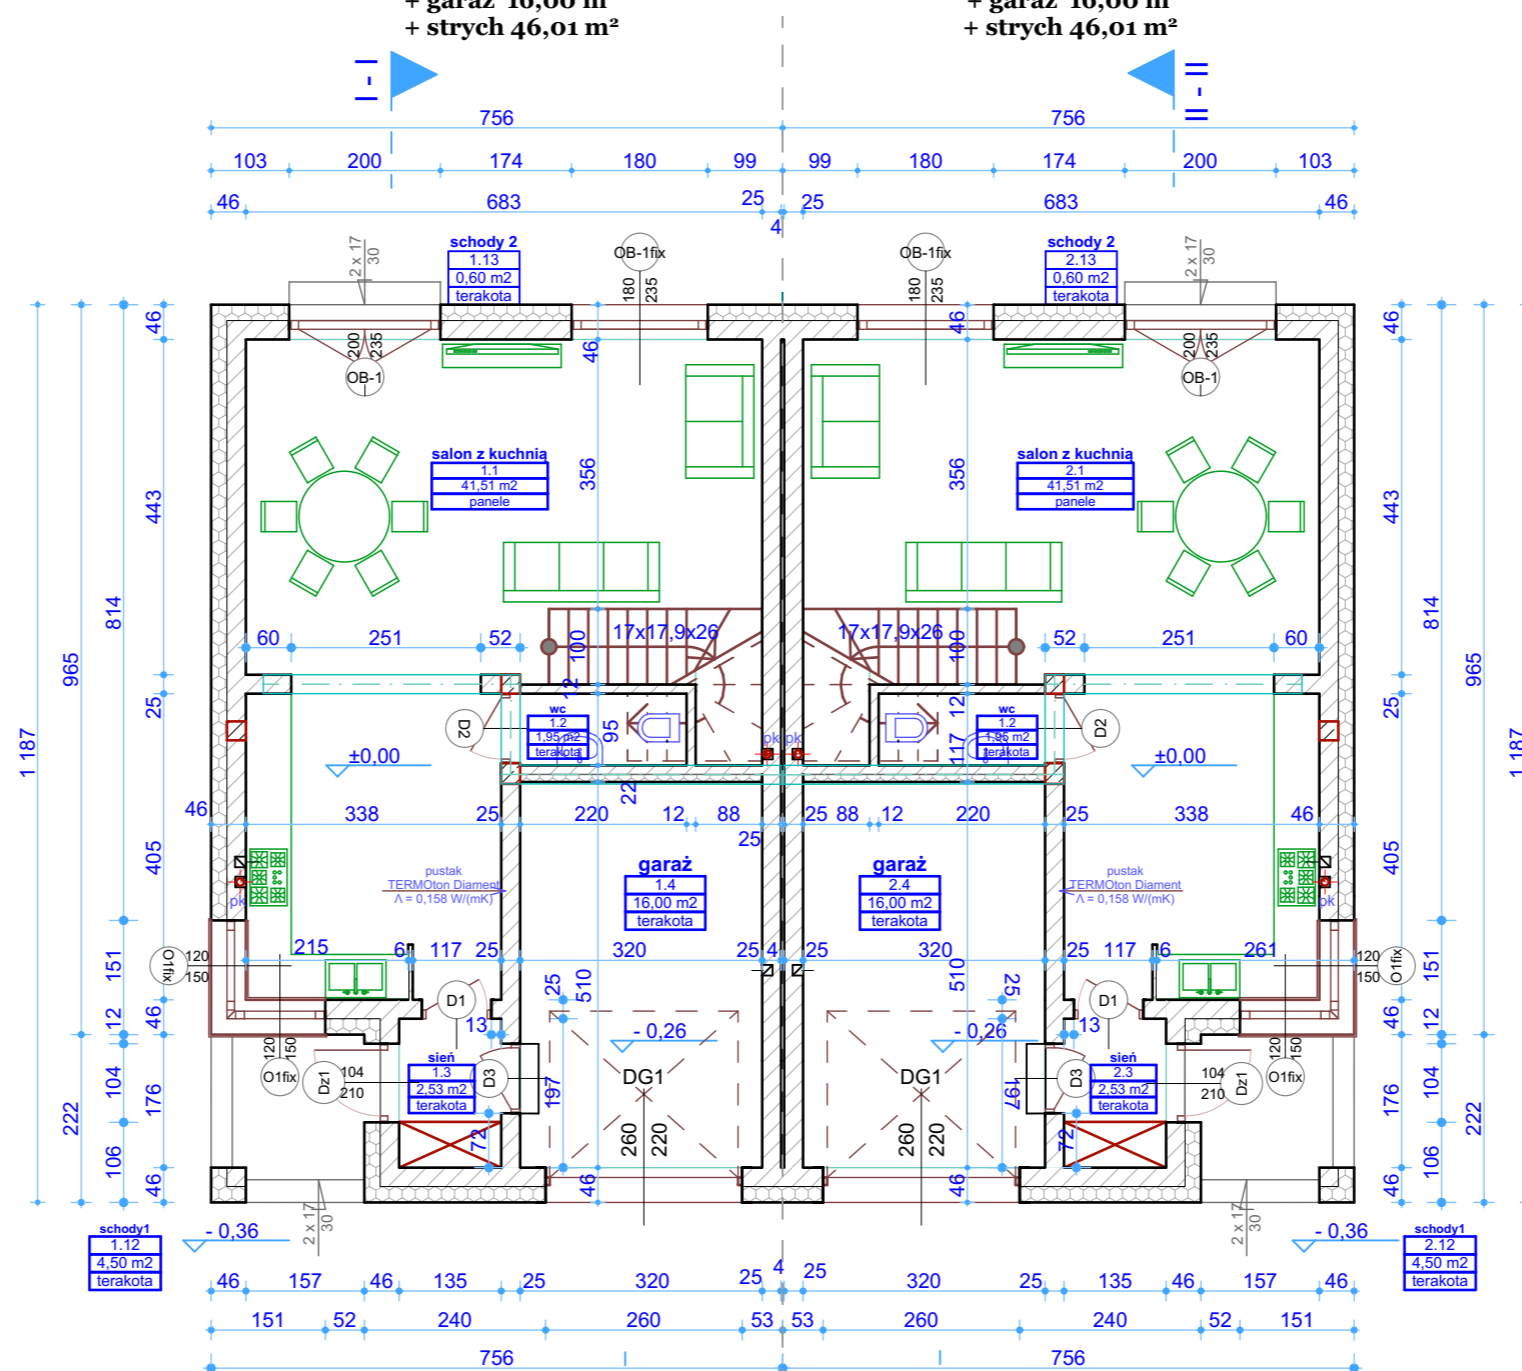 + garaż 16,00 m
+ garaż 16,00 m
+ strych 46,01 m²
+ strych 46,01 m²
I - I
II - II
756
756
103
200
174
180
99
99
180
174
200
103
46
683
25
25
683
46
4
schody 2
1.13
0,60 m2
terakota
schody 2
2.13
0,60 m2
terakota
2 x 17
30
2 x 17
30
OB-1fix
180
235
OB-1fix
180
235
200
235
OB-1
200
235
OB-1
46
46
46
46
salon z kuchnią
1.1
41,51 m2
panele
salon z kuchnią
2.1
41,51 m2
panele
356
356
443
443
814
814
965
965
1 187
1 187
60
251
52
17x17,9x26
100
17x17,9x26
100
52
251
60
25
25
12
12
wc
1.2
1,95 m2
terakota
wc
1.2
1,95 m2
terakota
D2
D2
95
117
pk
pk
±0,00
±0,00
22
46
338
25
220
12
88
25
25
88
12
220
25
338
46
405
405
pustak
TERMOton Diament
Λ = 0,158 W/(mK)
pustak
TERMOton Diament
Λ = 0,158 W/(mK)
garaż
1.4
16,00 m2
terakota
garaż
2.4
16,00 m2
terakota
pk
pk
215
6
117
25
320
25
4
25
320
25
117
6
261
O1fix
120
150
120
150
O1fix
151
151
12
46
46
12
D1
D1
25
510
510
25
13
13
- 0,26
- 0,26
120
150
O1fix
120
150
O1fix
Dz1
104
210
104
210
Dz1
sień
1.3
2,53 m2
terakota
sień
2.3
2,53 m2
terakota
D3
D3
197
197
DG1
DG1
260
220
260
220
72
72
104
176
176
104
222
222
106
46
46
106
46
46
schody1
1.12
4,50 m2
terakota
- 0,36
2 x 17
30
2 x 17
30
- 0,36
schody1
2.12
4,50 m2
terakota
46
157
46
135
25
320
25
4
25
320
25
135
46
157
46
151
52
240
260
53
53
260
240
52
151
756
756